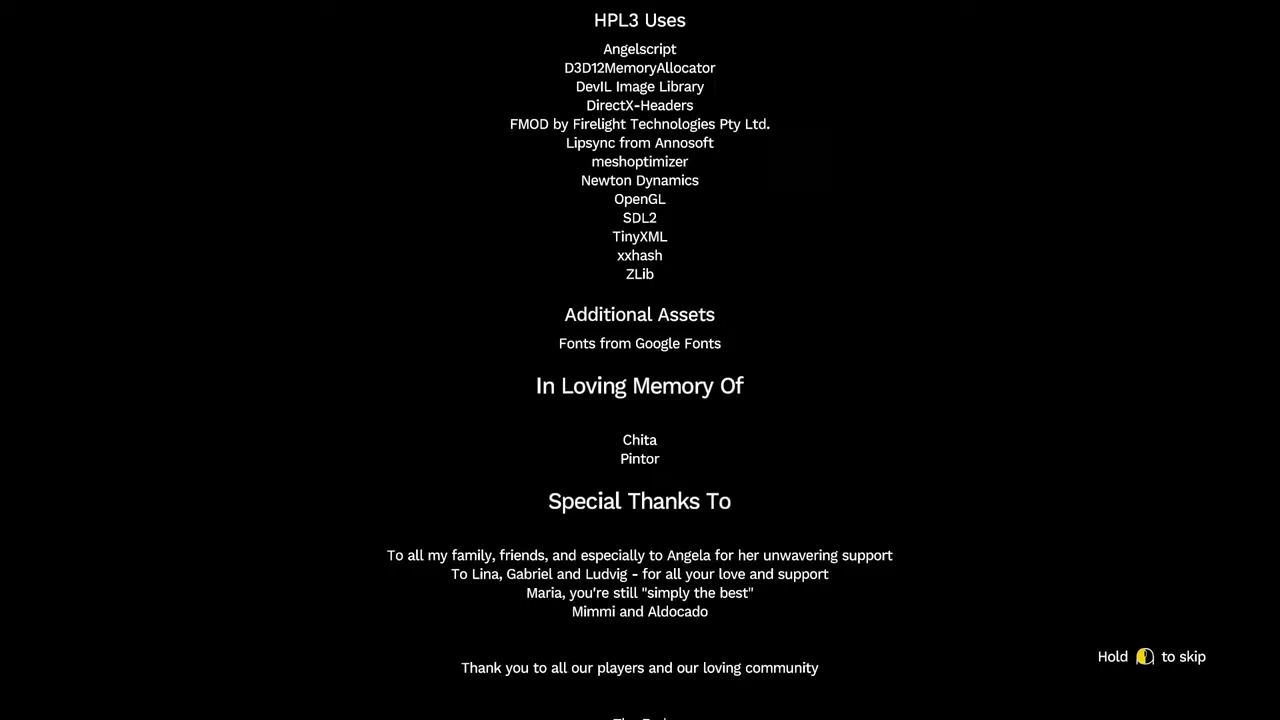 HPL3 Uses
Angelscript
D3D12MemoryAllocator
DevIL Image Library
DirectX-Headers
FMOD by Firelight Technologies Pty Ltd.
Lipsync from Annosoft
meshoptimizer
Newton Dynamics
OpenGL
SDL2
TinyXML
xxhash
ZLib
Additional Assets
Fonts from Google Fonts
In Loving Memory Of
Chita
Pintor
Special Thanks To
To all my family, friends, and especially to Angela for her unwavering support
To Lina, Gabriel and Ludvig - for all your love and support
Maria, you're still "simply the best"
Mimmi and Aldocado
Hold to skip
Thank you to all our players and our loving community